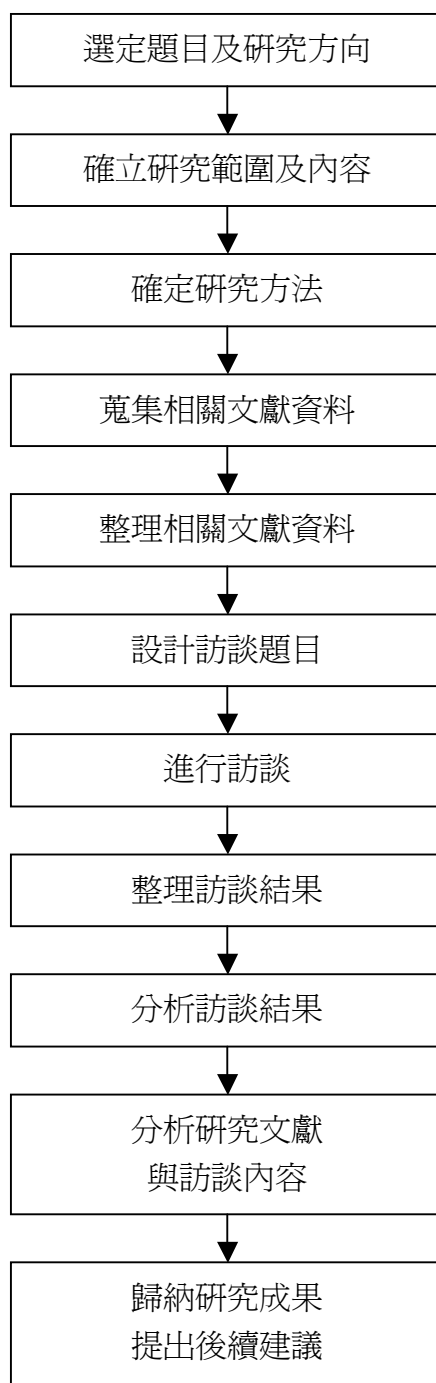 選定題目及研究方向
確立研究範圍及內容
確定研究方法
蒐集相關文獻資料
整理相關文獻資料
設計訪談題目
進行訪談
整理訪談結果
分析訪談結果
分析研究文獻
與訪談內容
歸納研究成果
提出後續建議